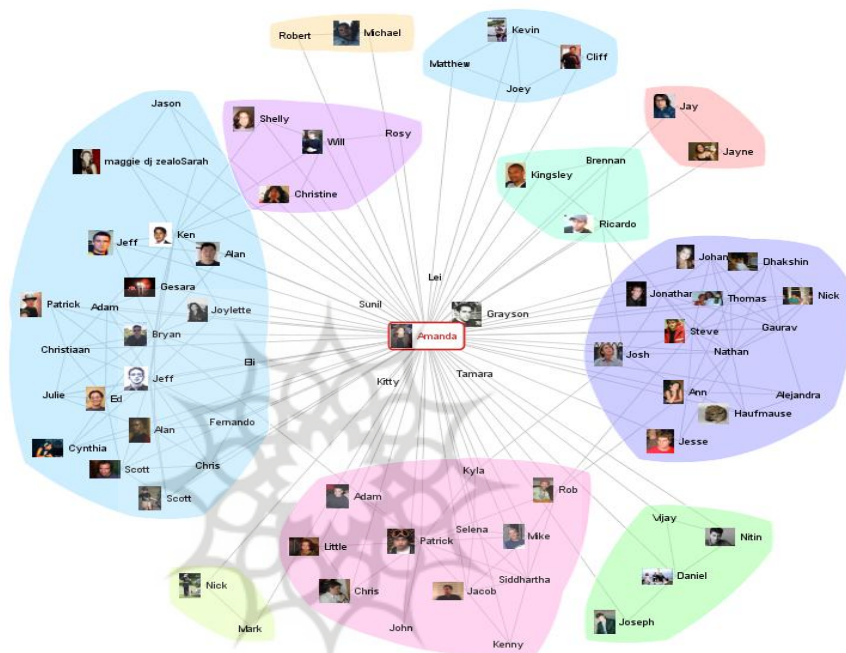 Robert
Michael
Kevin
Matthew
Cliff
Joey
Jason
Shelly
Will
Rosy
Christine
Jay
Jayne
Brennan
Kingsley
Ricardo
maggie dj zealoSarah
Ken
Jeff
Alan
Gesara
Patrick
Adam
Joylette
Bryan
Christiaan
Eli
Jeff
Julie
Ed
Fernando
Alan
Cynthia
Scott
Chris
Scott
Lei
Sunil
Grayson
Amanda
Kitty
Tamara
Johan
Dhakshin
Jonathan
Thomas
Nick
Steve
Gaurav
Josh
Nathan
Ann
Alejandra
Haufmause
Jesse
Kyla
Adam
Rob
Selena
Little
Patrick
Mike
Siddhartha
Chris
Jacob
John
Kenny
Vijay
Nitin
Daniel
Joseph
Nick
Mark